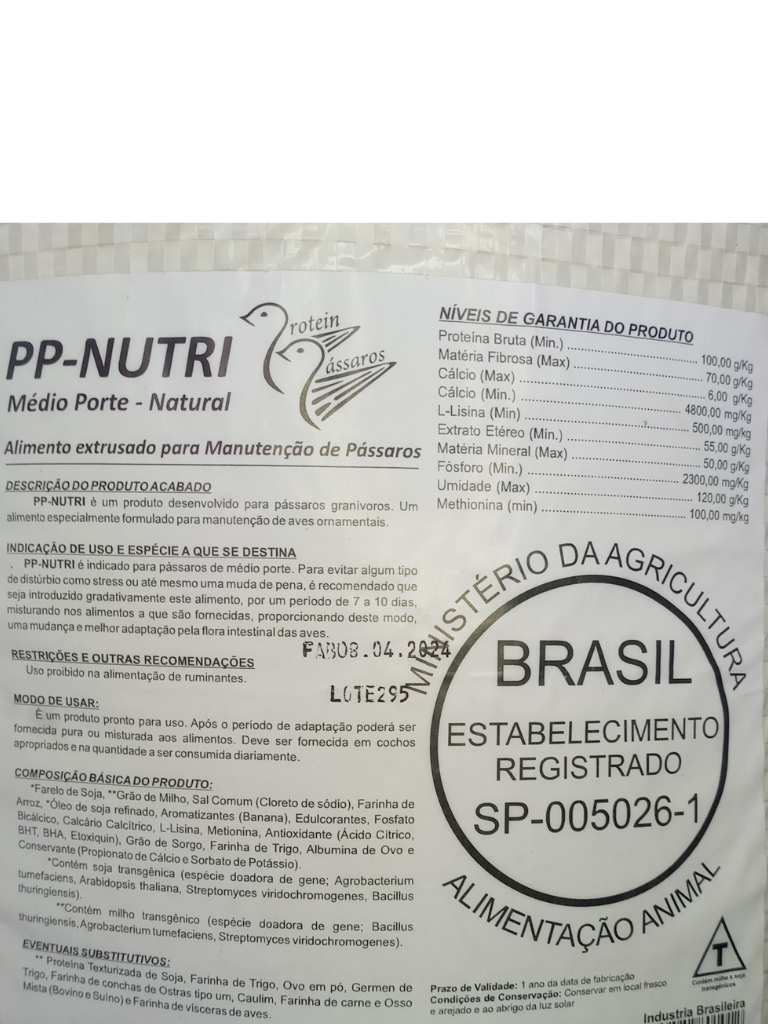 PP-NUTRI
Protein
Pássaros
Médio Porte - Natural
Alimento extrusado para Manutenção de Pássaros
DESCRIÇÃO DO PRODUTO ACABADO
PP-NUTRI é um produto desenvolvido para pássaros granivoros. Um
alimento especialmente formulado para manutenção de aves ornamentais.
INDICAÇÃO DE USO E ESPÉCIE A QUE SE DESTINA
. PP-NUTRI é indicado para pássaros de médio porte. Para evitar algum tipo
de distúrbio como stress ou até mesmo uma muda de pena, é recomendado que
seja introduzido gradativamente este alimento, por um período de 7 a 10 dias,
misturando nos alimentos a que são fornecidas, proporcionando deste modo,
uma mudança e melhor adaptação pela flora intestinal das aves.
FAB08.04.2024
RESTRIÇÕES E OUTRAS RECOMENDAÇÕES
Uso proibido na alimentação de ruminantes.
LOTE295
MODO DE USAR:
É um produto pronto para uso. Após o período de adaptação poderá ser
fornecida pura ou misturada aos alimentos. Deve ser fornecida em cochos
apropriados e na quantidade a ser consumida diariamente.
COMPOSIÇÃO BÁSICA DO PRODUTO:
*Farelo de Soja, **Grão de Milho, Sal Comum (Cloreto de sódio), Farinha de
Arroz, *Óleo de soja refinado, Aromatizantes (Banana), Edulcorantes, Fosfato
Bicálcico, Calcário Calcítrico, L-Lisina, Metionina, Antioxidante (Ácido Cítrico,
BHT, BHA, Etoxiquin), Grão de Sorgo, Farinha de Trigo, Albumina de Ovo e
Conservante (Propionato de Cálcio e Sorbato de Potássio).
*Contém soja transgênica (espécie doadora de gene; Agrobacterium
tumefaciens, Arabidopsis thaliana, Streptomyces viridochromogenes, Bacillus
thuringiensis).
**Contém milho transgênico (espécie doadora de gene; Bacillus
thuringiensis, Agrobacterium tumefaciens, Streptomyces viridochromogenes).
EVENTUAIS SUBSTITUTIVOS:
** Proteína Texturizada de Soja, Farinha de Trigo, Ovo em pó, Germen de
Trigo, Farinha de conchas de Ostras tipo um, Caulim, Farinha de carne e Osso
Mista (Bovino e Suino) e Farinha de vísceras de aves.
NÍVEIS DE GARANTIA DO PRODUTO
Proteína Bruta (Min.) ........ 100,00 g/Kg
Matéria Fibrosa (Max) ........ 70,00 g/Kg
Cálcio (Max) ........ 6,00 g/Kg
Cálcio (Min.) ........ 4800,00 mg/Kg
L-Lisina (Min) ........ 500,00 mg/kg
Extrato Etéreo (Min.) ........ 55,00 g/Kg
Matéria Mineral (Max) ........ 50,00 g/Kg
Fósforo (Min.) ........ 2300,00 mg/Kg
Umidade (Max) ........ 120,00 g/Kg
Methionina (min) ........ 100,00 mg/kg
MINISTÉRIO DA AGRICULTURA
BRASIL
ESTABELECIMENTO
REGISTRADO
SP-005026-1
ALIMENTAÇÃO ANIMAL
T
Contém milho e soja
transgênicos
Prazo de Validade: 1 ano da data de fabricação
Condições de Conservação: Conservar em local fresco
e arejado e ao abrigo da luz solar
Industria Brasileira